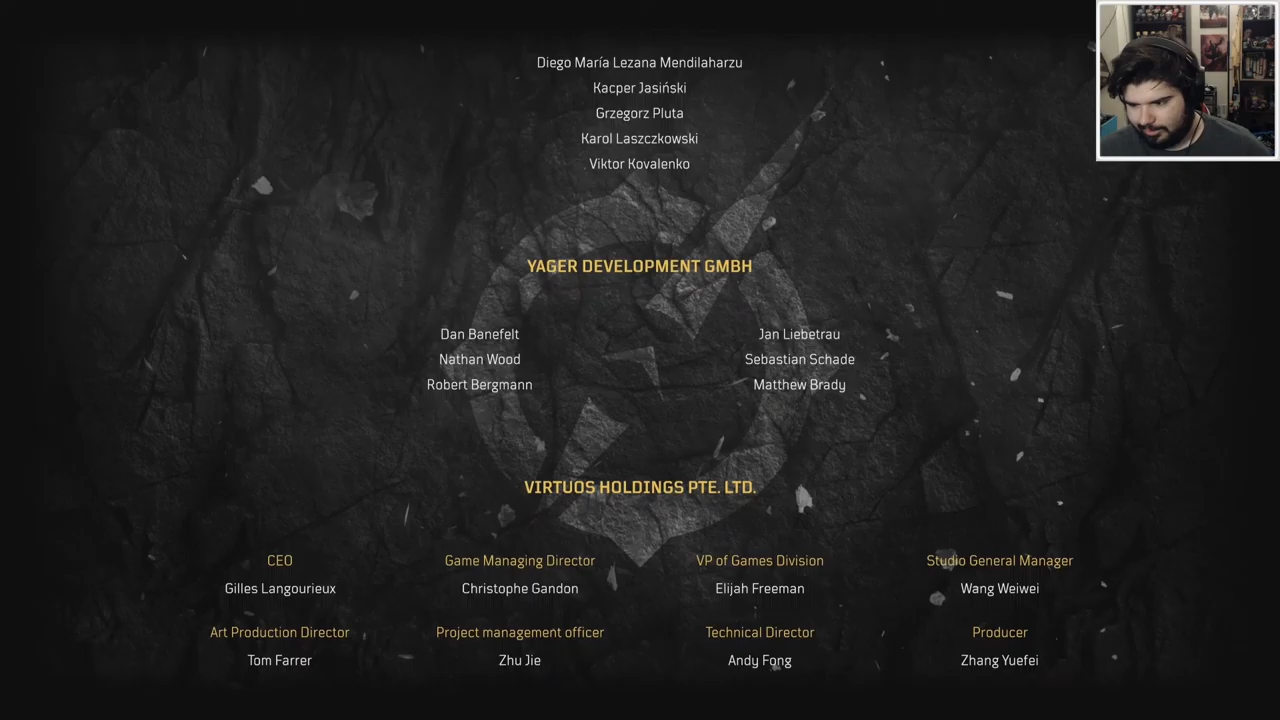 Diego María Lezana Mendilaharzu
Kacper Jasiński
Grzegorz Pluta
Karol Laszczkowski
Viktor Kovalenko
YAGER DEVELOPMENT GMBH
Dan Banefelt
Jan Liebetrau
Nathan Wood
Sebastian Schade
Robert Bergmann
Matthew Brady
VIRTUOS HOLDINGS PTE. LTD.
CEO
Game Managing Director
VP of Games Division
Studio General Manager
Gilles Langourieux
Christophe Gandon
Elijah Freeman
Wang Weiwei
Art Production Director
Project management officer
Technical Director
Producer
Tom Farrer
Zhu Jie
Andy Fong
Zhang Yuefei